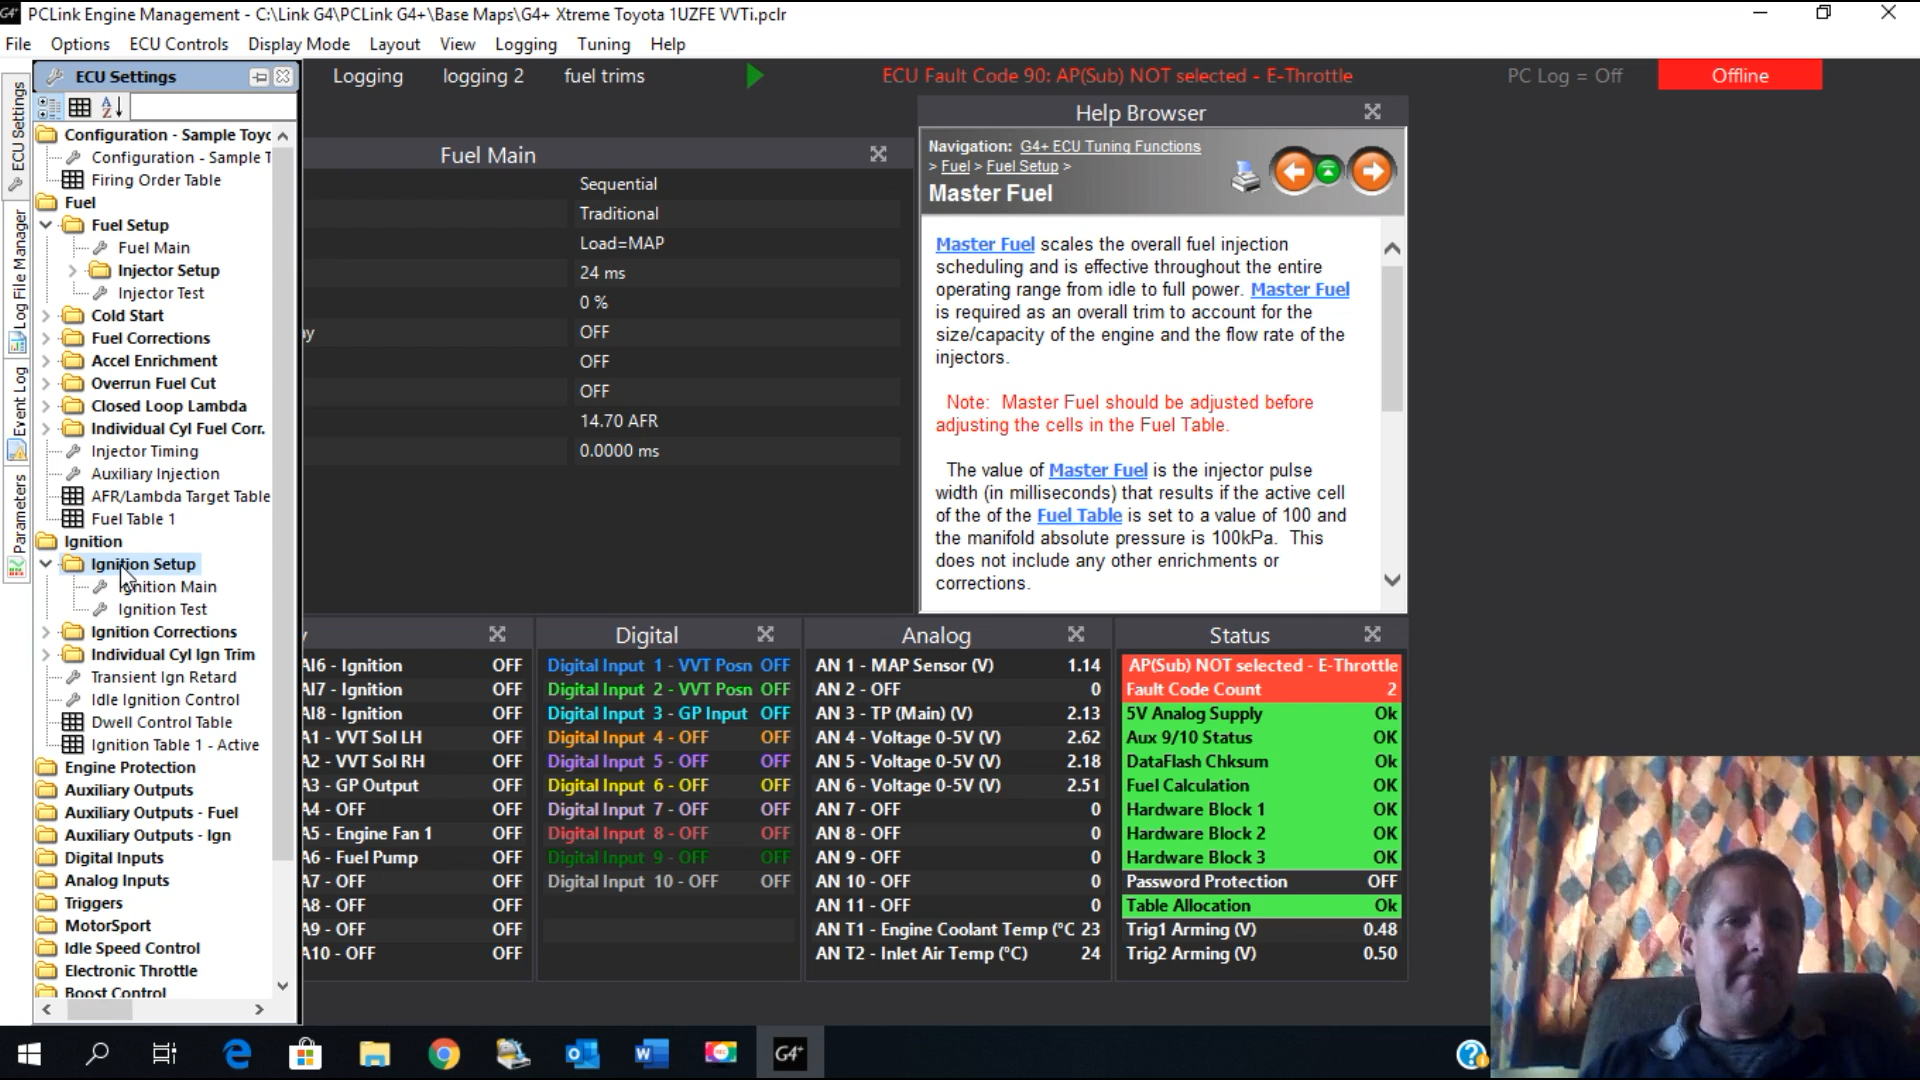 G4+ PCLink Engine Management - C:\Link G4\PCLink G4+\Base Maps\G4+ Xtreme Toyota 1UZFE VVTi.pclr
File Options ECU Controls Display Mode Layout View Logging Tuning Help
ECU Settings
Logging logging 2 fuel trims ECU Fault Code 90: AP(Sub) NOT selected - E-Throttle PC Log = Off Offline
ECU Settings
Log File Manager
Event Log
Parameters
Configuration - Sample Toyo
Configuration - Sample T
Firing Order Table
Fuel
Fuel Setup
Fuel Main
Injector Setup
Injector Test
Cold Start
Fuel Corrections
Accel Enrichment
Overrun Fuel Cut
Closed Loop Lambda
Individual Cyl Fuel Corr.
Injector Timing
Auxiliary Injection
AFR/Lambda Target Table
Fuel Table 1
Ignition
Ignition Setup
Ignition Main
Ignition Test
Ignition Corrections
Individual Cyl Ign Trim
Transient Ign Retard
Idle Ignition Control
Dwell Control Table
Ignition Table 1 - Active
Engine Protection
Auxiliary Outputs
Auxiliary Outputs - Fuel
Auxiliary Outputs - Ign
Digital Inputs
Analog Inputs
Triggers
MotorSport
Idle Speed Control
Electronic Throttle
Boost Control
Fuel Main
Sequential
Traditional
Load=MAP
24 ms
0 %
ay OFF
OFF
OFF
14.70 AFR
0.0000 ms
Help Browser
Navigation: G4+ ECU Tuning Functions
> Fuel > Fuel Setup >
Master Fuel
Master Fuel scales the overall fuel injection
scheduling and is effective throughout the entire
operating range from idle to full power. Master Fuel
is required as an overall trim to account for the
size/capacity of the engine and the flow rate of the
injectors.
Note: Master Fuel should be adjusted before
adjusting the cells in the Fuel Table.
The value of Master Fuel is the injector pulse
width (in milliseconds) that results if the active cell
of the of the Fuel Table is set to a value of 100 and
the manifold absolute pressure is 100kPa. This
does not include any other enrichments or
corrections.
AI6 - Ignition OFF
AI7 - Ignition OFF
AI8 - Ignition OFF
A1 - VVT Sol LH OFF
A2 - VVT Sol RH OFF
A3 - GP Output OFF
A4 - OFF OFF
A5 - Engine Fan 1 OFF
A6 - Fuel Pump OFF
A7 - OFF OFF
A8 - OFF OFF
A9 - OFF OFF
A10 - OFF OFF
Digital
Digital Input 1 - VVT Posn OFF
Digital Input 2 - VVT Posn OFF
Digital Input 3 - GP Input OFF
Digital Input 4 - OFF OFF
Digital Input 5 - OFF OFF
Digital Input 6 - OFF OFF
Digital Input 7 - OFF OFF
Digital Input 8 - OFF OFF
Digital Input 9 - OFF OFF
Digital Input 10 - OFF OFF
Analog
AN 1 - MAP Sensor (V) 1.14
AN 2 - OFF 0
AN 3 - TP (Main) (V) 2.13
AN 4 - Voltage 0-5V (V) 2.62
AN 5 - Voltage 0-5V (V) 2.18
AN 6 - Voltage 0-5V (V) 2.51
AN 7 - OFF 0
AN 8 - OFF 0
AN 9 - OFF 0
AN 10 - OFF 0
AN 11 - OFF 0
AN T1 - Engine Coolant Temp (°C 23
AN T2 - Inlet Air Temp (°C) 24
Status
AP(Sub) NOT selected - E-Throttle
Fault Code Count 2
5V Analog Supply Ok
Aux 9/10 Status OK
DataFlash Chksum Ok
Fuel Calculation OK
Hardware Block 1 OK
Hardware Block 2 OK
Hardware Block 3 OK
Password Protection OFF
Table Allocation Ok
Trig1 Arming (V) 0.48
Trig2 Arming (V) 0.50
G4+